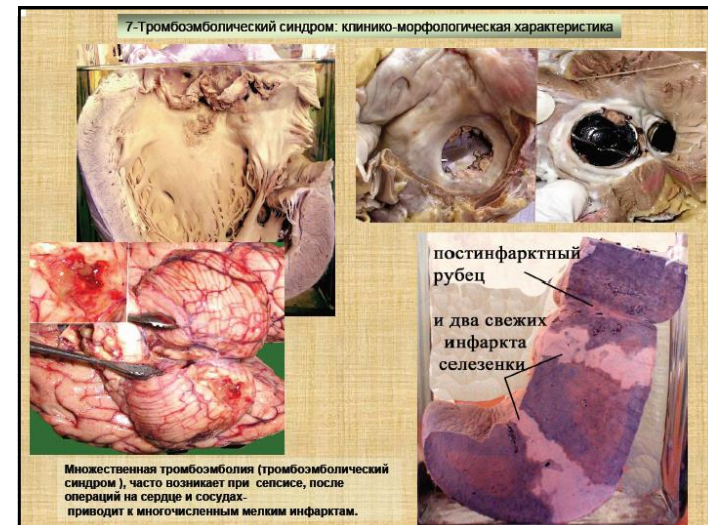 7-Тромбоэмболический синдром: клинико-морфологическая характеристика
постинфарктный
рубец
и два свежих
инфаркта
селезенки
Множественная тромбоэмболия (тромбоэмболический
синдром ), часто возникает при  сепсисе, после
операций на сердце и сосудах-
приводит к многочисленным мелким инфарктам.